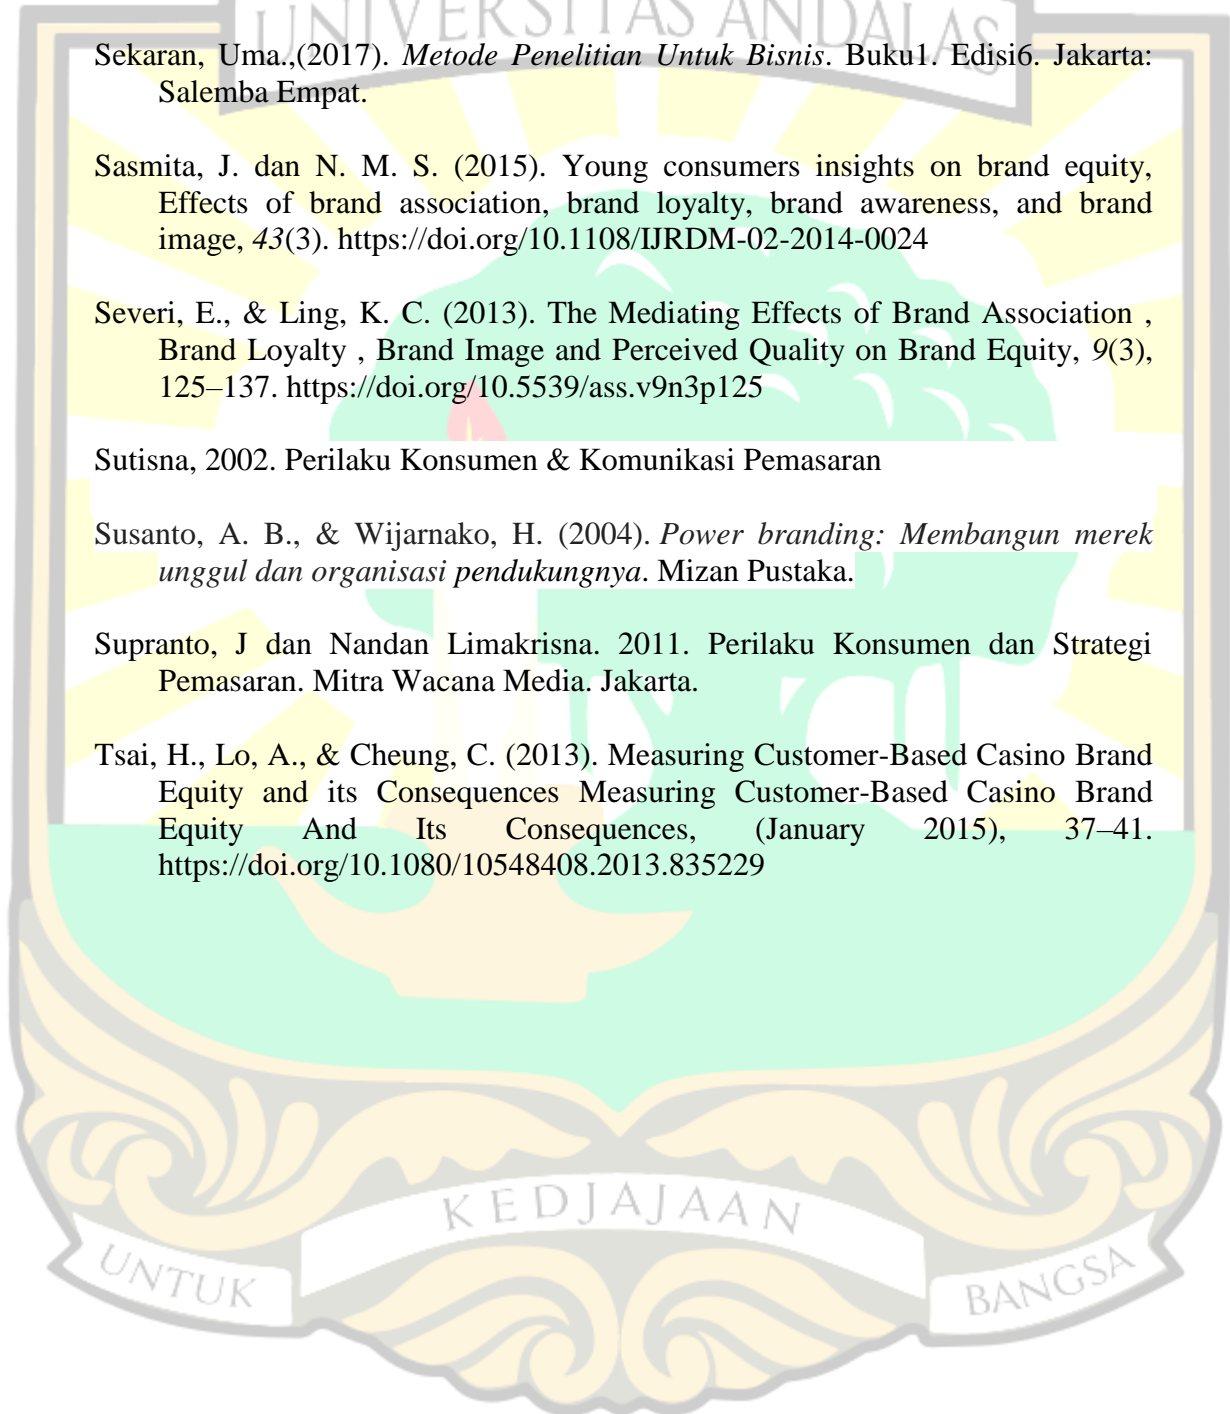 UNIVERSITAS ANDALAS
Sekaran, Uma.,(2017). Metode Penelitian Untuk Bisnis. Buku1. Edisi6. Jakarta:
Salemba Empat.
Sasmita, J. dan N. M. S. (2015). Young consumers insights on brand equity,
Effects of brand association, brand loyalty, brand awareness, and brand
image, 43(3). https://doi.org/10.1108/IJRDM-02-2014-0024
Severi, E., & Ling, K. C. (2013). The Mediating Effects of Brand Association ,
Brand Loyalty , Brand Image and Perceived Quality on Brand Equity, 9(3),
125–137. https://doi.org/10.5539/ass.v9n3p125
Sutisna, 2002. Perilaku Konsumen & Komunikasi Pemasaran
Susanto, A. B., & Wijarnako, H. (2004). Power branding: Membangun merek
unggul dan organisasi pendukungnya. Mizan Pustaka.
Supranto, J dan Nandan Limakrisna. 2011. Perilaku Konsumen dan Strategi
Pemasaran. Mitra Wacana Media. Jakarta.
Tsai, H., Lo, A., & Cheung, C. (2013). Measuring Customer-Based Casino Brand
Equity and its Consequences Measuring Customer-Based Casino Brand
Equity And Its Consequences, (January 2015), 37–41.
https://doi.org/10.1080/10548408.2013.835229
UNTUK KEDJAJAAN BANGSA